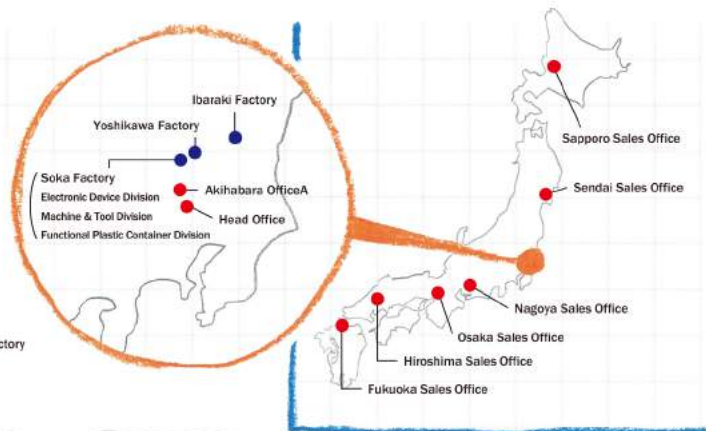 Ibaraki Factory
Yoshikawa Factory
Soka Factory
Electronic Device Division
Machine & Tool Division
Functional Plastic Container Division
Akihabara OfficeA
Head Office
Sapporo Sales Office
Sendai Sales Office
Nagoya Sales Office
Osaka Sales Office
Hiroshima Sales Office
Fukuoka Sales Office